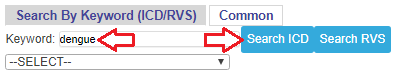 Search By Keyword (ICD/RVS) Common
Keyword: dengue Search ICD Search RVS
--SELECT--